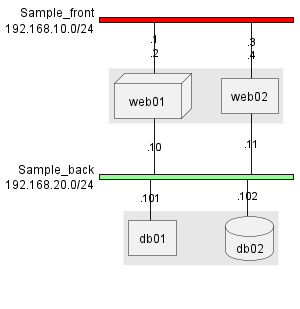 Sample_front
192.168.10.0/24
.1
.2
.3
.4
web01
web02
.10
.11
Sample_back
192.168.20.0/24
.101
.102
db01
db02